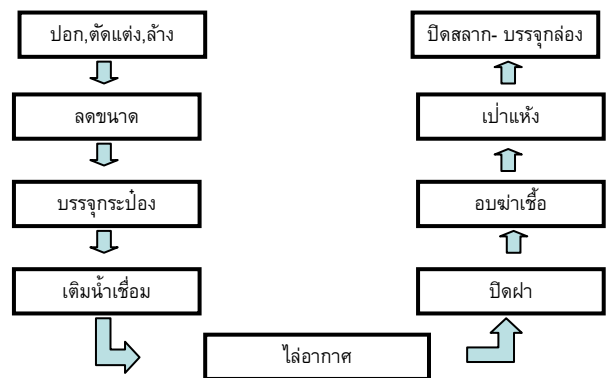 ปอก,ตัดแต่ง,ล้าง
ลดขนาด
บรรจุกระป๋อง
เติมน้ำเชื่อม
ไล่อากาศ
ปิดฝา
อบฆ่าเชื้อ
เป่าแห้ง
ปิดสลาก- บรรจุกล่อง